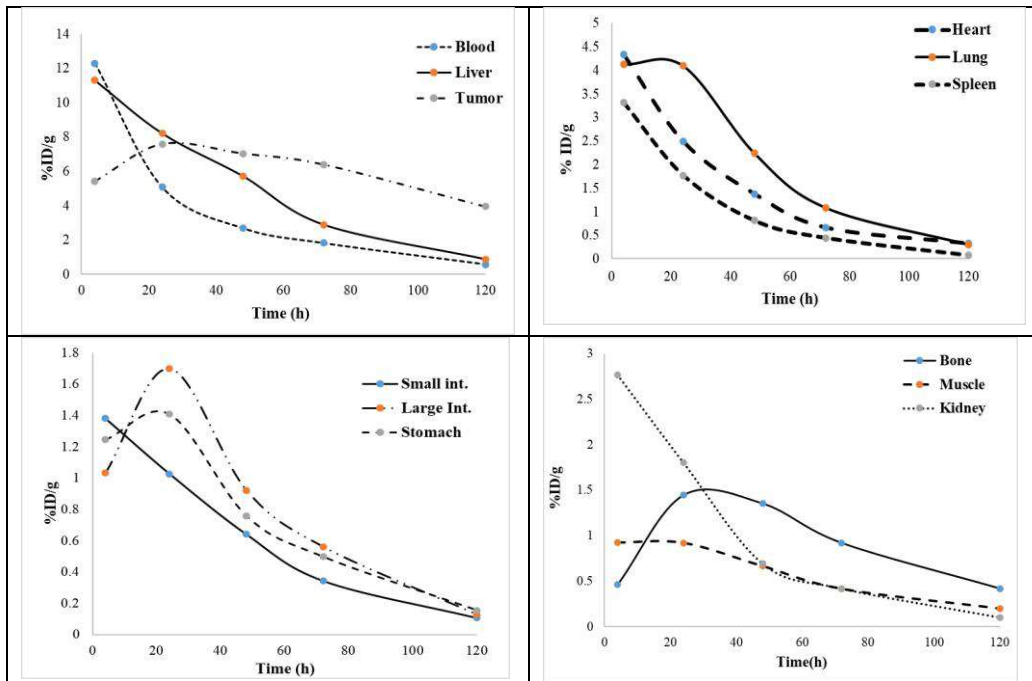 14
12
10
8
6
4
2
0
%ID/g
Blood
Liver
Tumor
0 20 40 60 80 100 120
Time (h)
5
4.5
4
3.5
3
2.5
2
1.5
1
0.5
0
% ID/g
Heart
Lung
Spleen
0 20 40 60 80 100 120
Time (h)
1.8
1.6
1.4
1.2
1
0.8
0.6
0.4
0.2
0
%ID/g
Small int.
Large Int.
Stomach
0 20 40 60 80 100 120
Time (h)
3
2.5
2
1.5
1
0.5
0
%ID/g
Bone
Muscle
Kidney
0 20 40 60 80 100 120
Time(h)